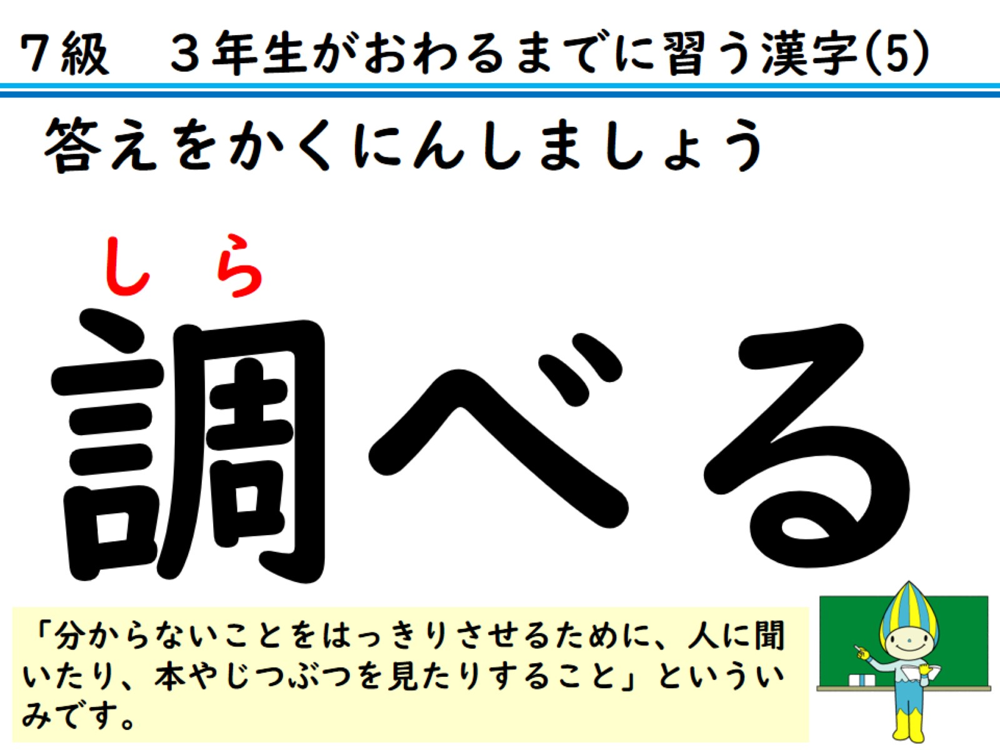 ７級　３年生がおわるまでに習う漢字(5)
答えをかくにんしましょう
しら
調べる
「分からないことをはっきりさせるために、人に聞
いたり、本やじつぶつを見たりすること」というい
みです。